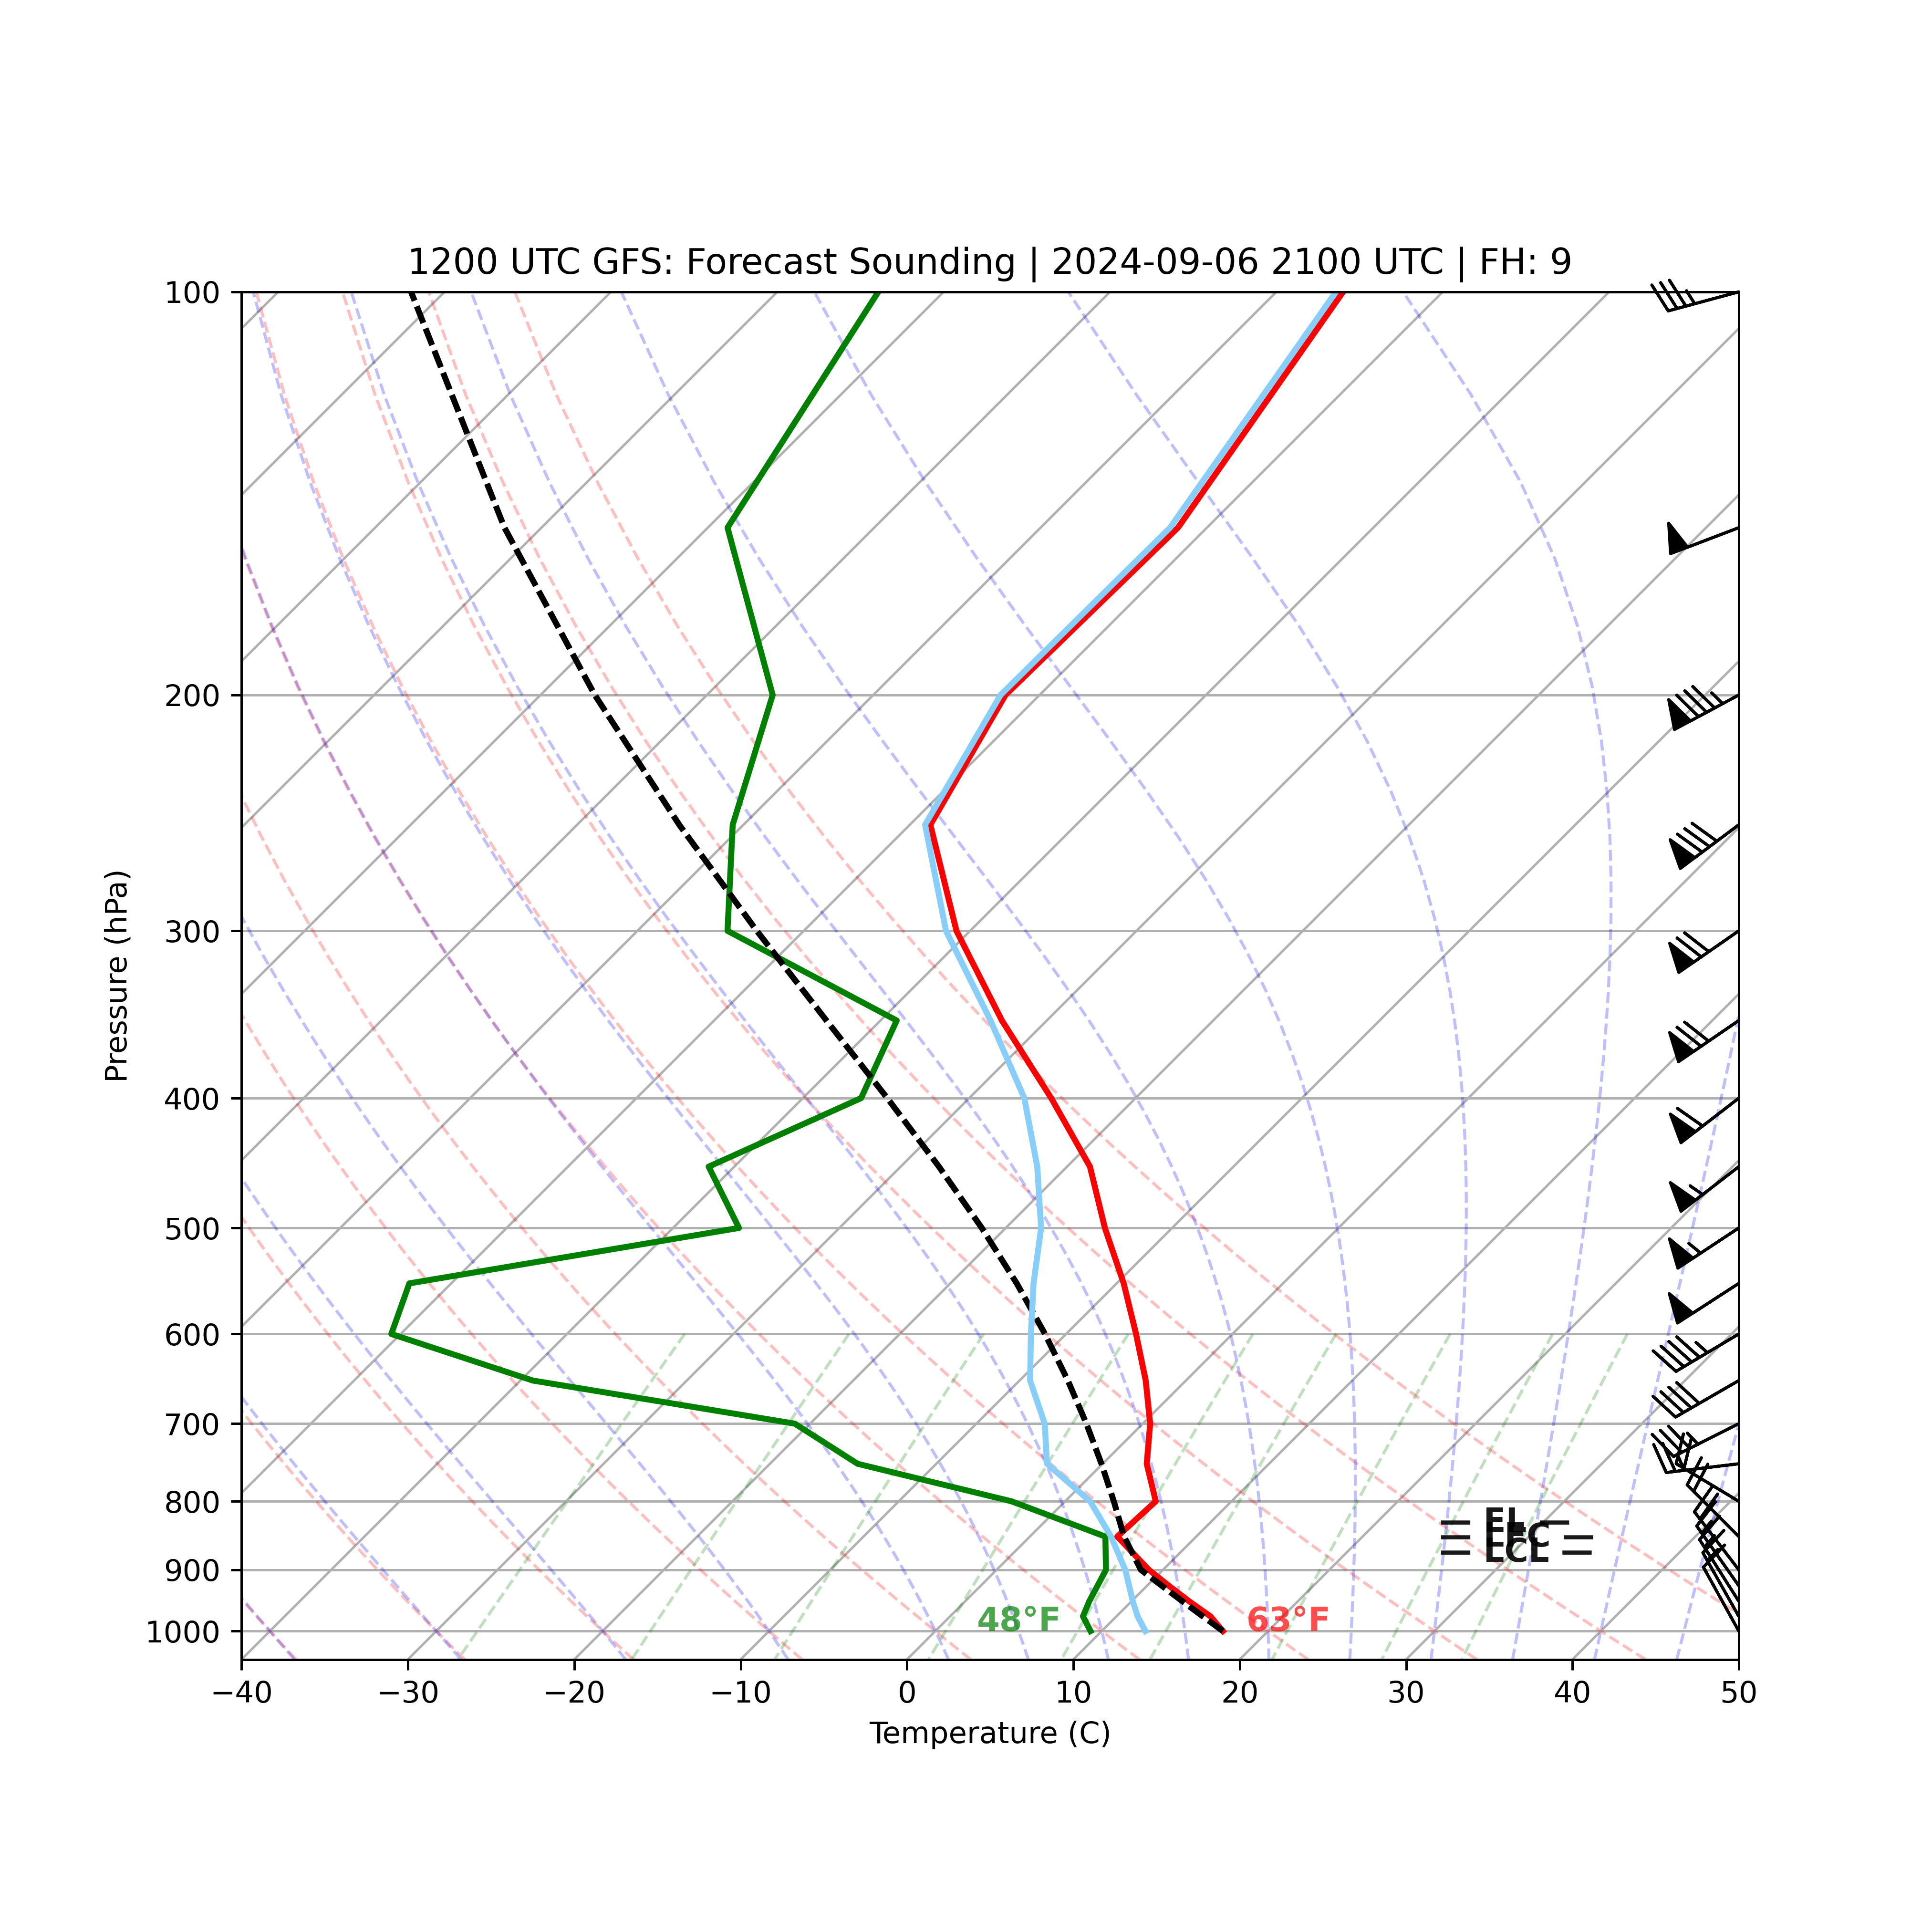 1200 UTC GFS: Forecast Sounding | 2024-09-06 2100 UTC | FH: 9
100
200
300
400
500
600
700
800
900
1000
Pressure (hPa)
= EL =
= LFC =
= LCL =
48°F
63°F
−40 −30 −20 −10 0 10 20 30 40 50
Temperature (C)